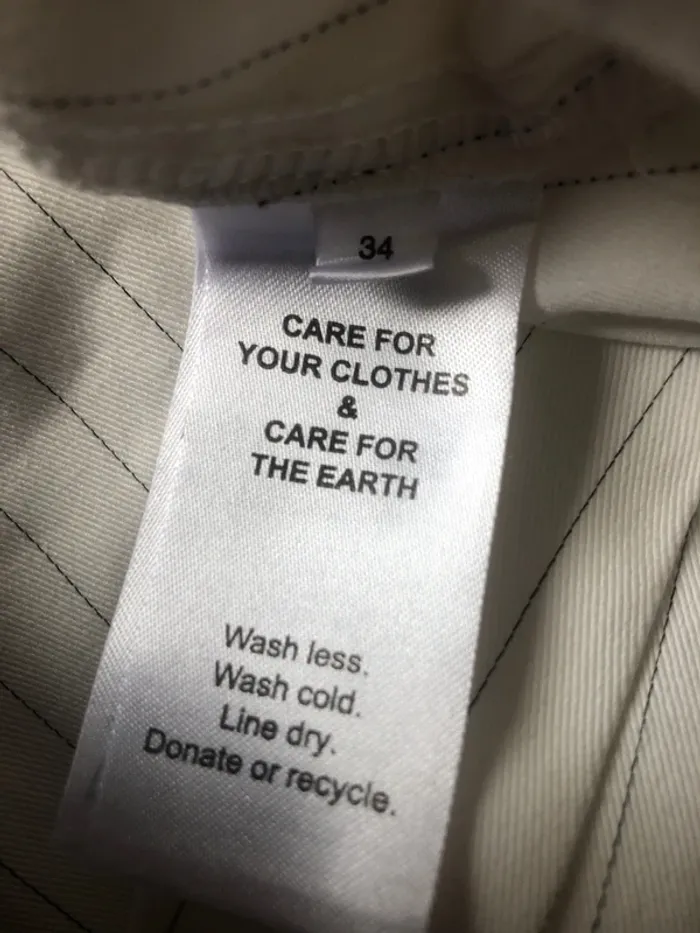 34
CARE FOR
YOUR CLOTHES
&
CARE FOR
THE EARTH
Wash less.
Wash cold.
Line dry.
Donate or recycle.